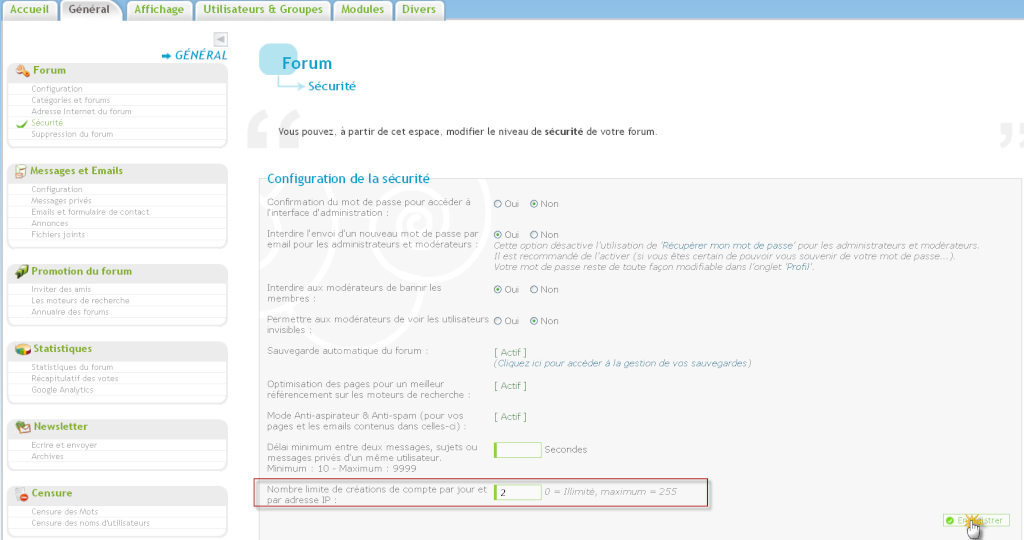 Accueil
Général
Affichage
Utilisateurs & Groupes
Modules
Divers
GÉNÉRAL
Forum
Configuration
Catégories et forums
Adresse Internet du forum
Sécurité
Suppression du forum
Messages et Emails
Configuration
Messages privés
Emails et formulaire de contact
Annonces
Fichiers joints
Promotion du forum
Inviter des amis
Les moteurs de recherche
Annuaire des forums
Statistiques
Statistiques du forum
Récapitulatif des votes
Google Analytics
Newsletter
Ecrire et envoyer
Archives
Censure
Censure des Mots
Censure des noms d'utilisateurs
Forum
Sécurité
Vous pouvez, à partir de cet espace, modifier le niveau de sécurité de votre forum.
Configuration de la sécurité
Confirmation du mot de passe pour accéder à
l'interface d'administration :
Oui Non
Interdire l'envoi d'un nouveau mot de passe par
email pour les administrateurs et modérateurs :
Oui Non
Cette option désactive l'utilisation de 'Récupérer mon mot de passe' pour les administrateurs et modérateurs.
Il est recommandé de l'activer (si vous êtes certain de pouvoir vous souvenir de votre mot de passe...).
Votre mot de passe reste de toute façon modifiable dans l'onglet 'Profil'.
Interdire aux modérateurs de bannir les
membres :
Oui Non
Permettre aux modérateurs de voir les utilisateurs
invisibles :
Oui Non
Sauvegarde automatique du forum :
[ Actif ]
(Cliquez ici pour accéder à la gestion de vos sauvegardes)
Optimisation des pages pour un meilleur
référencement sur les moteurs de recherche :
[ Actif ]
Mode Anti-aspirateur & Anti-spam (pour vos
pages et les emails contenus dans celles-ci) :
[ Actif ]
Délai minimum entre deux messages, sujets ou
messages privés d'un même utilisateur.
Minimum : 10 - Maximum : 9999
Secondes
Nombre limite de créations de compte par jour et
par adresse IP :
2 0 = Illimité, maximum = 255